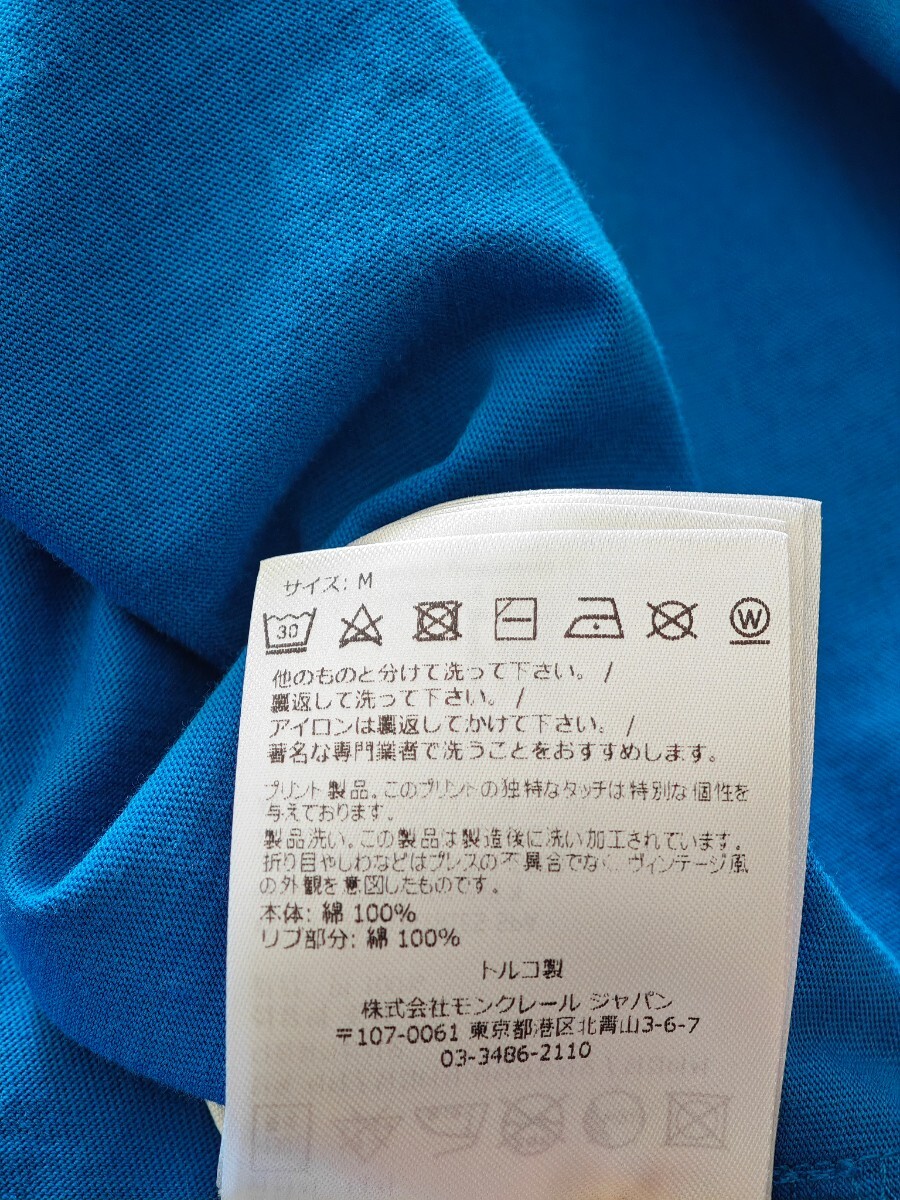 サイズ: M
30
W
他のものと分けて洗って下さい。 /
裏返して洗って下さい。 /
アイロンは裏返してかけて下さい。 /
著名な専門業者で洗うことをおすすめします。
プリント製品。このプリントの独特なタッチは特別な個性を
与えております。
製品洗い。この製品は製造後に洗い加工されています。
折り目やしわなどはプレスの不具合でなく、ヴィンテージ風
の外観を意図したものです。
本体: 綿 100%
リブ部分: 綿 100%
トルコ製
株式会社モンクレール ジャパン
〒107-0061 東京都港区北青山3-6-7
03-3486-2110